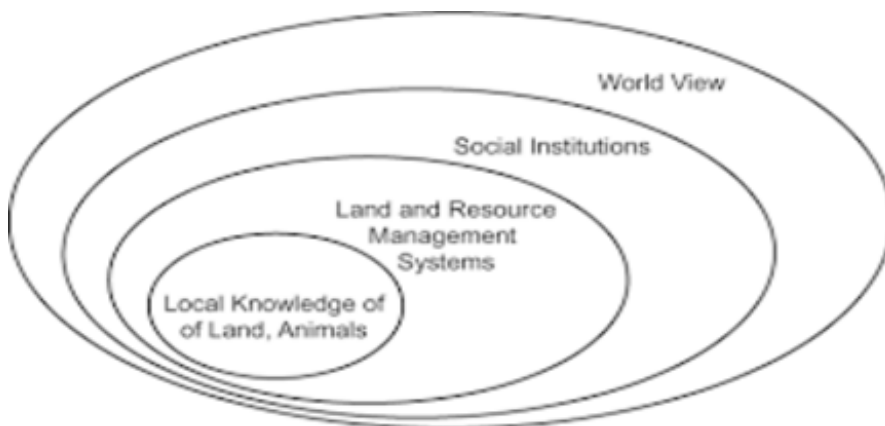 World View
Social Institutions
Land and Resource
Management
Systems
Local Knowledge of
of Land, Animals